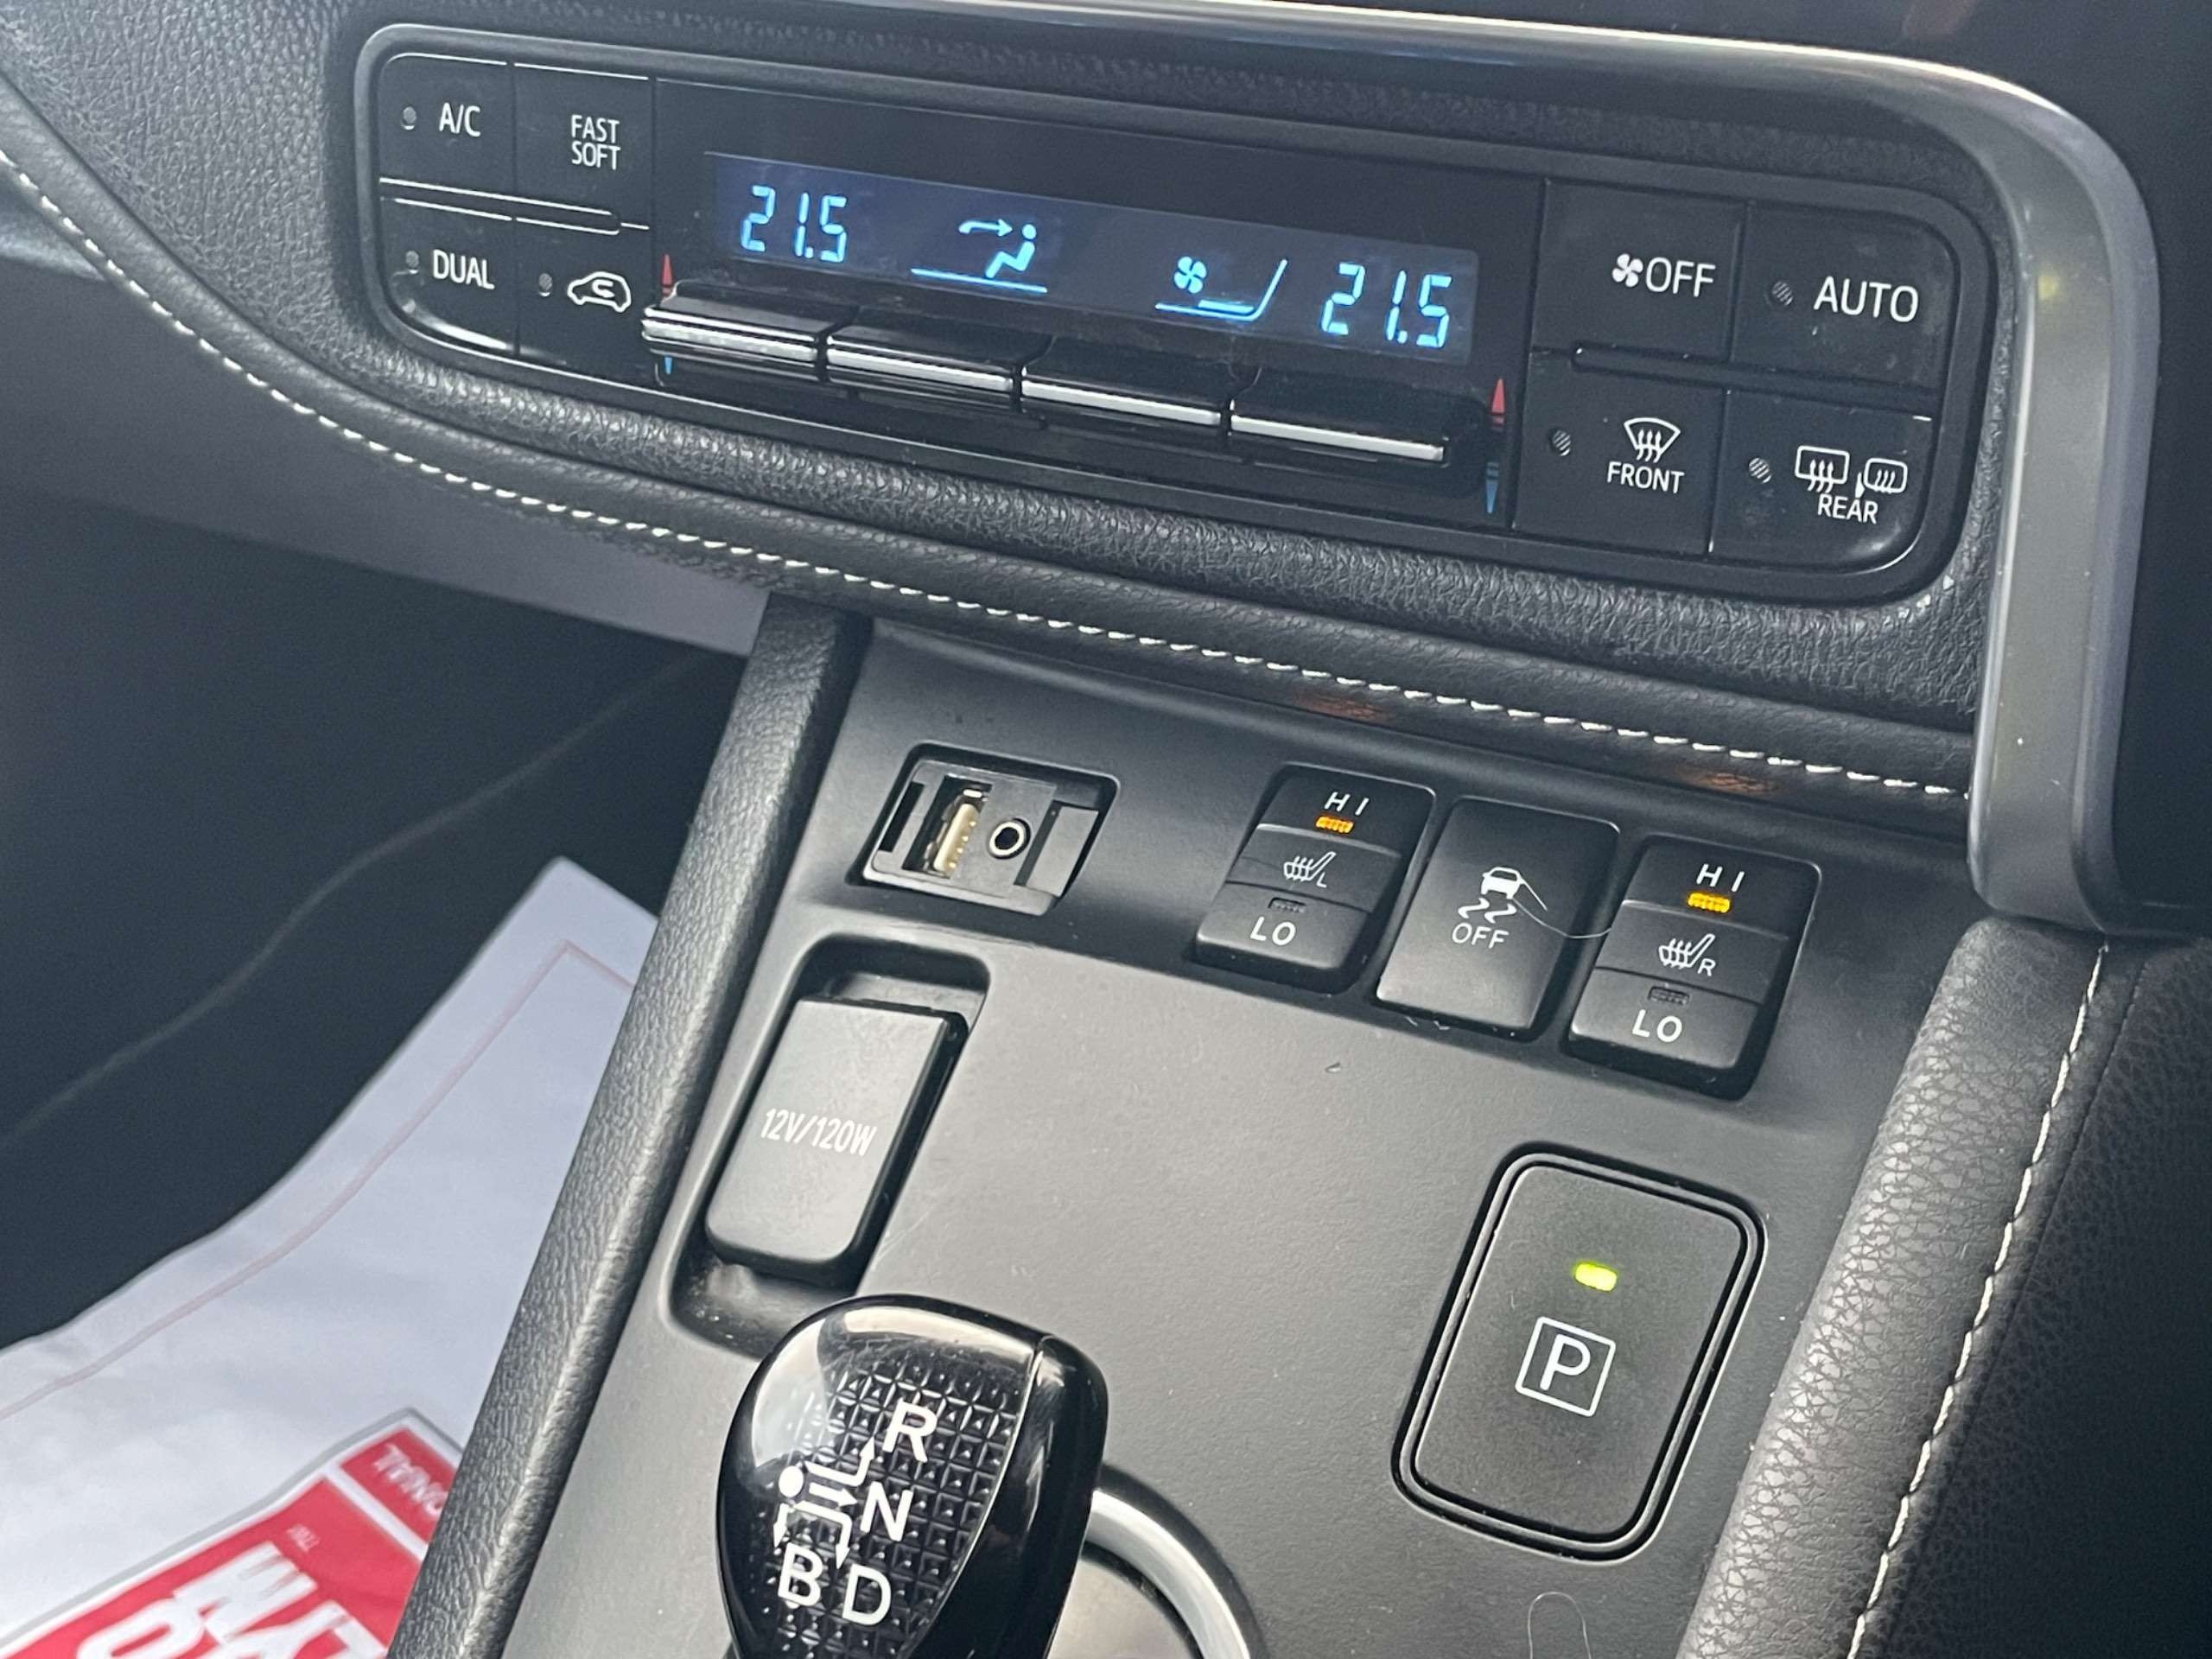 A/C
FAST
SOFT
21.5
21.5
OFF
AUTO
DUAL
FRONT
REAR
HI
L
LO
OFF
HI
R
LO
12V/120W
P
R
N
B D